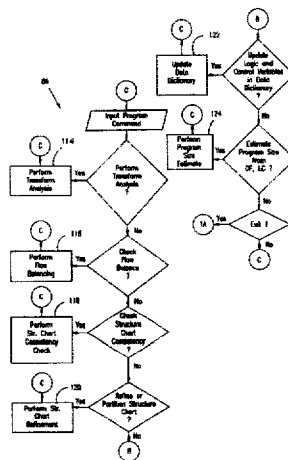 86
C
Input Program
Command
Perform
Transform
Analysis
?
Yes
114
C
Perform
Transform
Analysis
No
Check
Flow
Balance
?
Yes
116
C
Perform
Flow
Balancing
No
Check
Structure
Chart
Consistency
?
Yes
118
C
Perform
Str. Chart
Consistency
Check
No
Refine or
Partition Structure
Chart
?
Yes
120
C
Perform Str.
Chart
Refinement
No
B
B
Update
Logic and
Control Variables
in Data
Dictionary
?
Yes
122
C
Update
Data
Dictionary
No
Estimate
Program Size
from
DF, LC
?
Yes
124
C
Perform
Program
Size
Estimate
No
Exit ?
Yes
1A
No
C